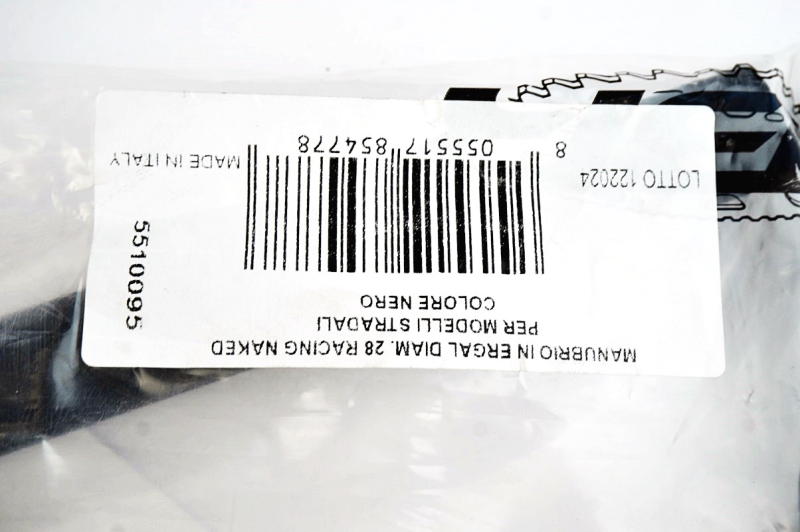 MANUBRIO IN ERGAL DIAM. 28 RACING NAKED
PER MODELLI STRADALI
COLORE NERO
LOTTO 122024
8 055517 854778
MADE IN ITALY
5510095